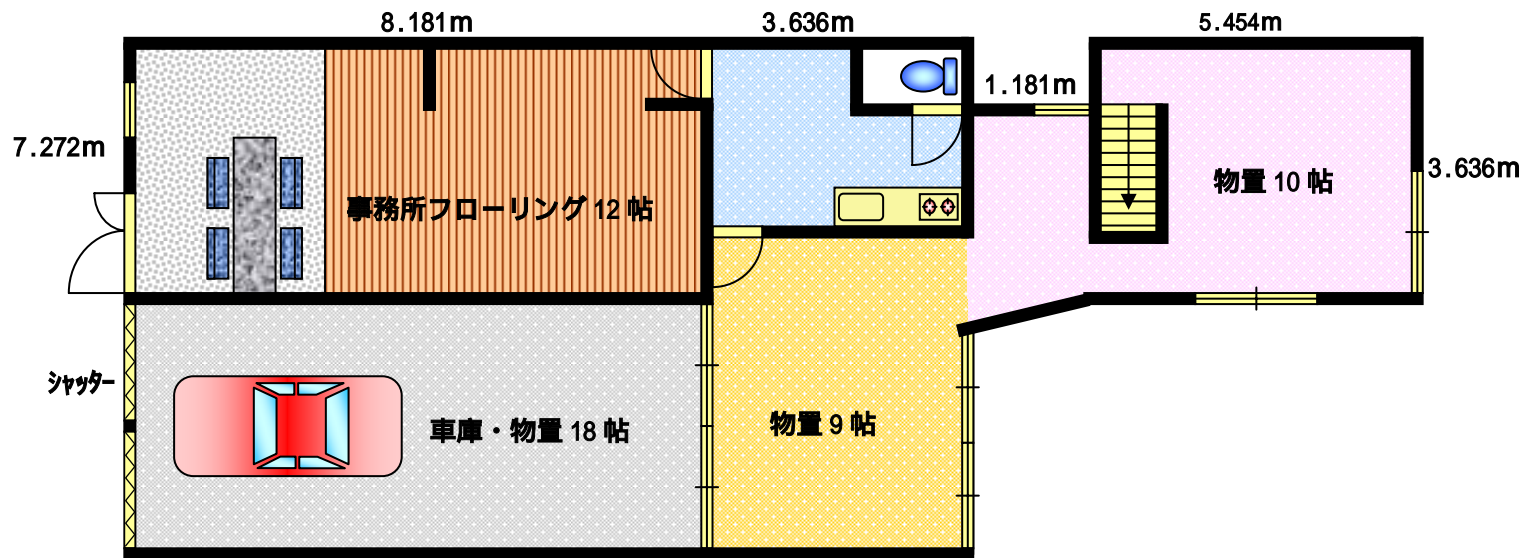 8.181m
3.636m
5.454m
1.181m
7.272m
3.636m
物置 10 帖
事務所フローリング 12 帖
シャッター
車庫・物置 18 帖
物置 9 帖